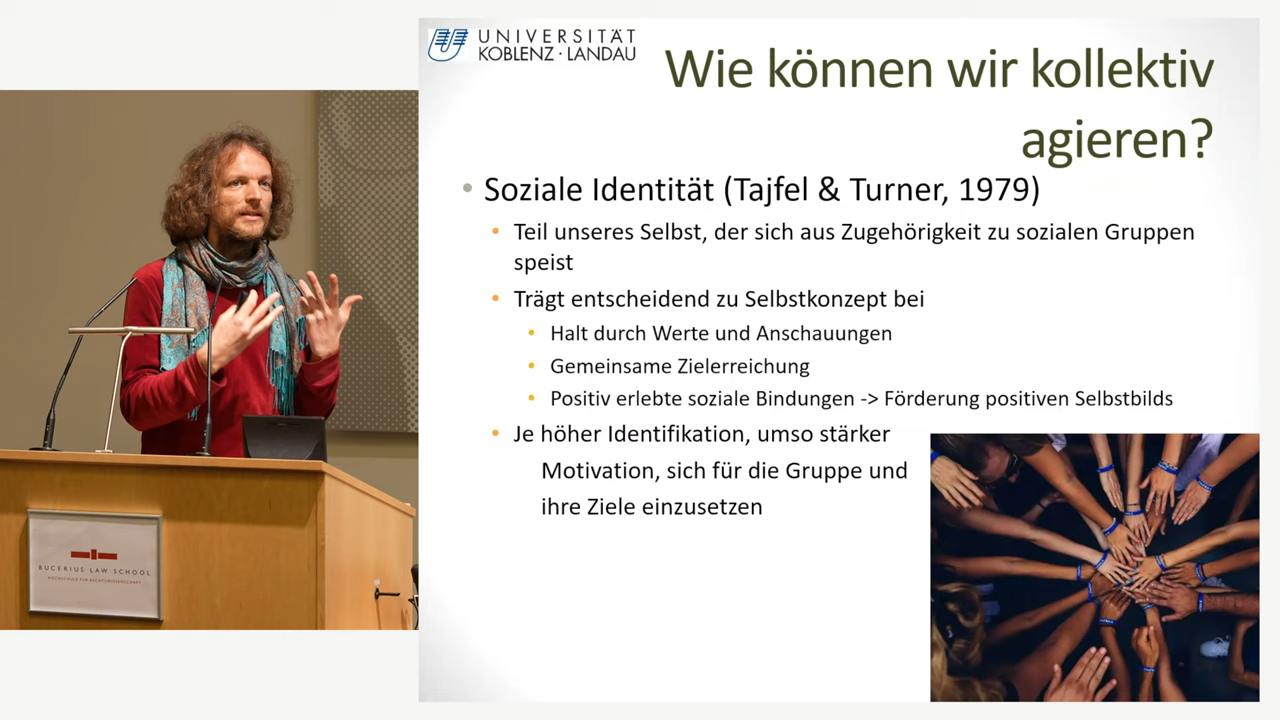 UNIVERSITÄT
KOBLENZ · LANDAU
Wie können wir kollektiv
agieren?
• Soziale Identität (Tajfel & Turner, 1979)
• Teil unseres Selbst, der sich aus Zugehörigkeit zu sozialen Gruppen
speist
• Trägt entscheidend zu Selbstkonzept bei
• Halt durch Werte und Anschauungen
• Gemeinsame Zielerreichung
• Positiv erlebte soziale Bindungen -> Förderung positiven Selbstbilds
• Je höher Identifikation, umso stärker
Motivation, sich für die Gruppe und
ihre Ziele einzusetzen
BUCERIUS LAW SCHOOL
HOCHSCHULE FÜR RECHTSWISSENSCHAFT